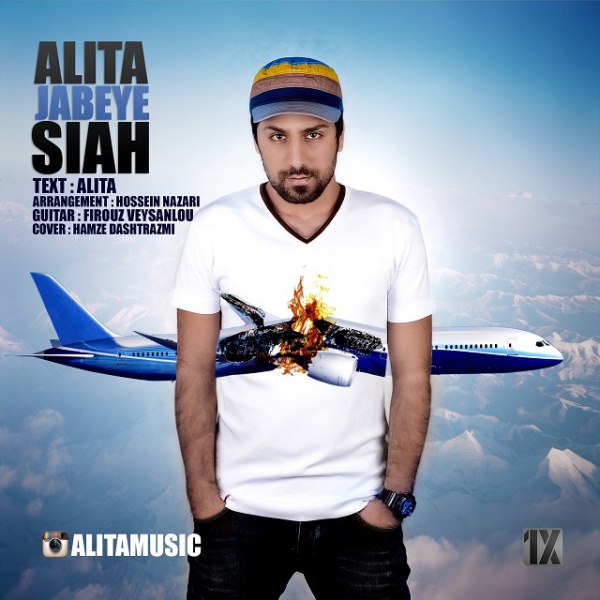 ALITA
JABEYE
SIAH
TEXT : ALITA
ARRANGEMENT : HOSSEIN NAZARI
GUITAR : FIROUZ VEYSANLOU
COVER : HAMZE DASHTRAZMI
ALITAMUSIC
1X